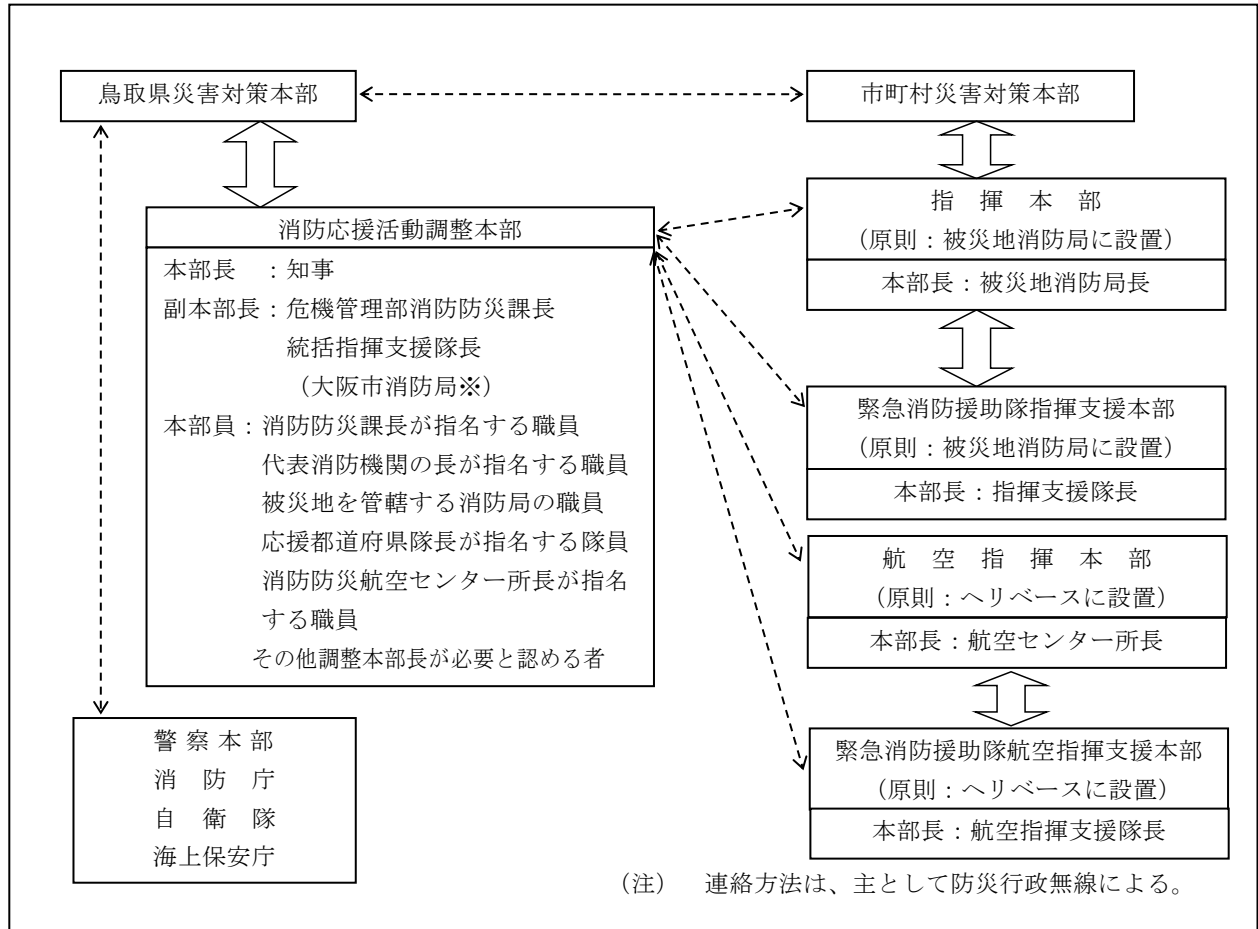 鳥取県災害対策本部
市町村災害対策本部
消防応援活動調整本部
本部長　：知事
副本部長：危機管理部消防防災課長
統括指揮支援隊長
（大阪市消防局※）
本部員：消防防災課長が指名する職員
代表消防機関の長が指名する職員
被災地を管轄する消防局の職員
応援都道府県隊長が指名する隊員
消防防災航空センター所長が指名
する職員
その他調整本部長が必要と認める者
警察本部
消　防　庁
自　衛　隊
海上保安庁
指　揮　本　部
（原則：被災地消防局に設置）
本部長：被災地消防局長
緊急消防援助隊指揮支援本部
（原則：被災地消防局に設置）
本部長：指揮支援隊長
航　空　指　揮　本　部
（原則：ヘリベースに設置）
本部長：航空センター所長
緊急消防援助隊航空指揮支援本部
（原則：ヘリベースに設置）
本部長：航空指揮支援隊長
（注）　連絡方法は、主として防災行政無線による。